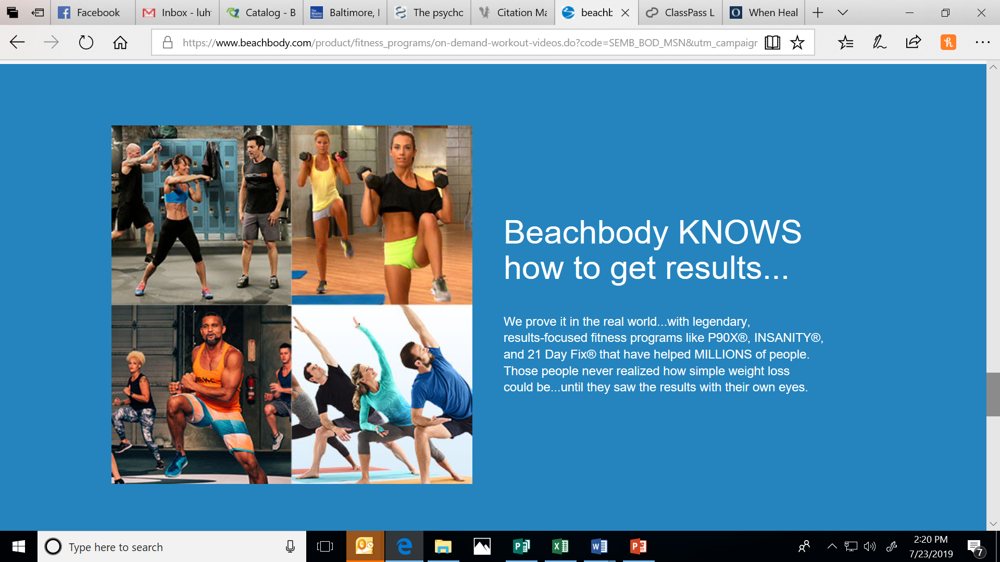 Facebook
Inbox - luh
Catalog - B
Baltimore,
The psycho
Citation Ma
beachb
ClassPass L
When Heal
https://www.beachbody.com/product/fitness_programs/on-demand-workout-videos.do?code=SEMB_BOD_MSN&utm_campaigr
Beachbody KNOWS
how to get results...
We prove it in the real world...with legendary,
results-focused fitness programs like P90X®, INSANITY®,
and 21 Day Fix® that have helped MILLIONS of people.
Those people never realized how simple weight loss
could be...until they saw the results with their own eyes.
Type here to search
2:20 PM
7/23/2019
7